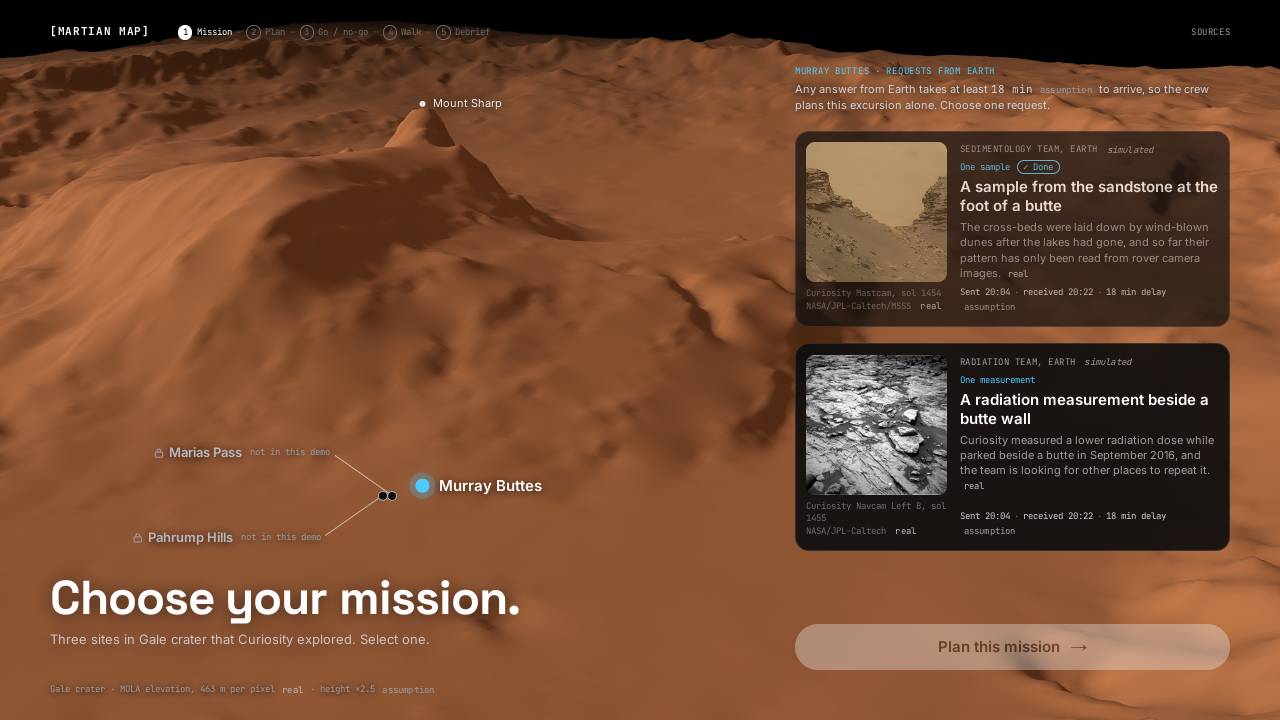 [MARTIAN MAP] 1 Mission 2 Plan 3 Go / no-go 4 Walk 5 Debrief SOURCES
Mount Sharp
Marias Pass not in this demo
Murray Buttes
Pahrump Hills not in this demo
Choose your mission.
Three sites in Gale crater that Curiosity explored. Select one.
Gale crater · MOLA elevation, 463 m per pixel real · height ×2.5 assumption
MURRAY BUTTES · REQUESTS FROM EARTH
Any answer from Earth takes at least 18 min assumption to arrive, so the crew
plans this excursion alone. Choose one request.
SEDIMENTOLOGY TEAM, EARTH simulated
One sample ✓ Done
A sample from the sandstone at the
foot of a butte
The cross-beds were laid down by wind-blown
dunes after the lakes had gone, and so far their
pattern has only been read from rover camera
images. real
Sent 20:04 · received 20:22 · 18 min delay
assumption
Curiosity Mastcam, sol 1454
NASA/JPL-Caltech/MSSS real
RADIATION TEAM, EARTH simulated
One measurement
A radiation measurement beside a
butte wall
Curiosity measured a lower radiation dose while
parked beside a butte in September 2016, and
the team is looking for other places to repeat it.
real
Sent 20:04 · received 20:22 · 18 min delay
assumption
Curiosity Navcam Left B, sol
1455
NASA/JPL-Caltech real
Plan this mission →